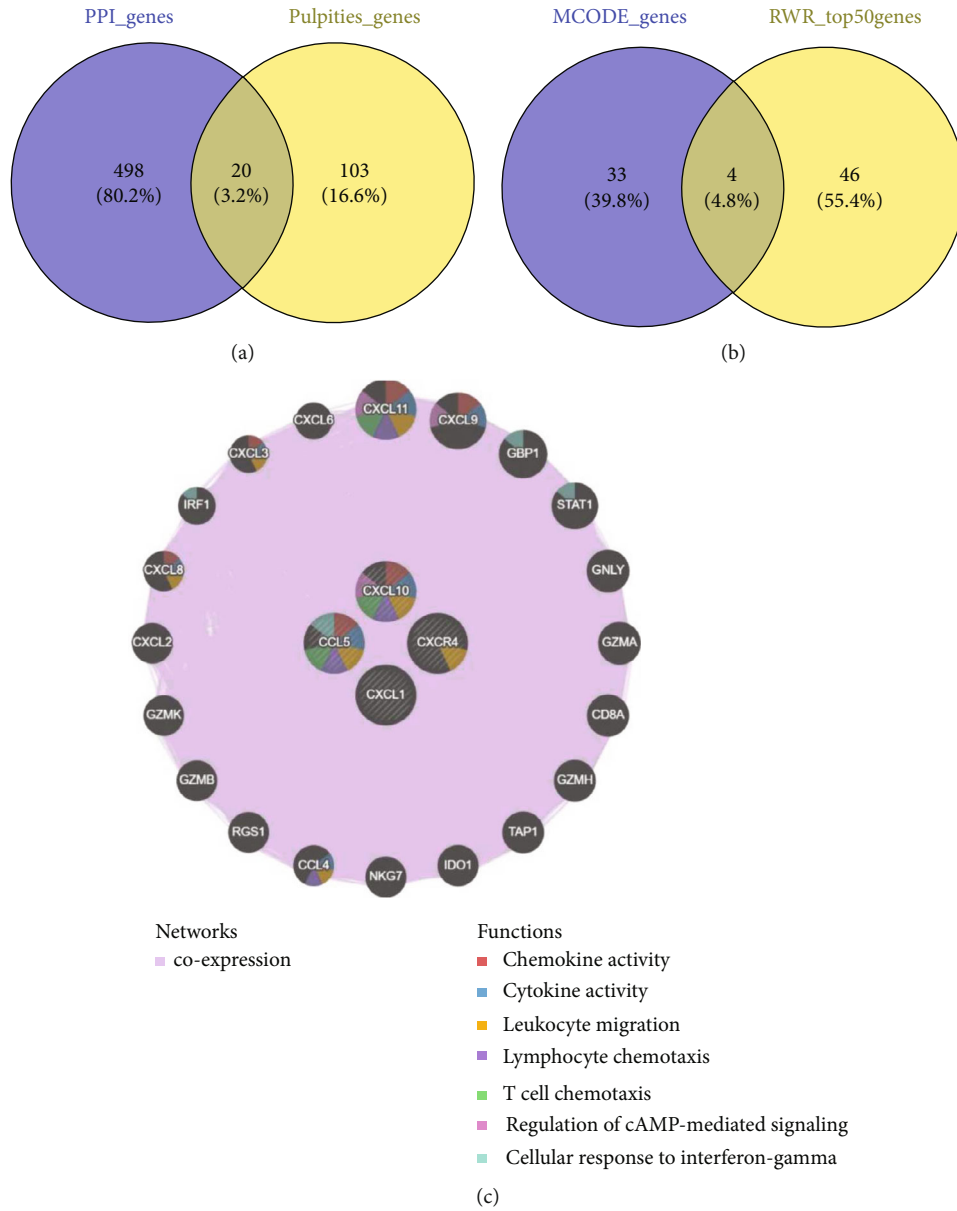 PPI_genes Pulpities_genes
498 20 103
(80.2%) (3.2%) (16.6%)
(a)
MCODE_genes RWR_top50genes
33 4 46
(39.8%) (4.8%) (55.4%)
(b)
CXCL11
CXCL6
CXCL9
CXCL3
GBP1
IRF1
STAT1
CXCL8
GNLY
CXCL10
CXCL2
CCL5
CXCR4
GZMA
CXCL1
GZMK
CD8A
GZMB
GZMH
RGS1
TAP1
CCL4
IDO1
NKG7
Networks
co-expression
Functions
Chemokine activity
Cytokine activity
Leukocyte migration
Lymphocyte chemotaxis
T cell chemotaxis
Regulation of cAMP-mediated signaling
Cellular response to interferon-gamma
(c)